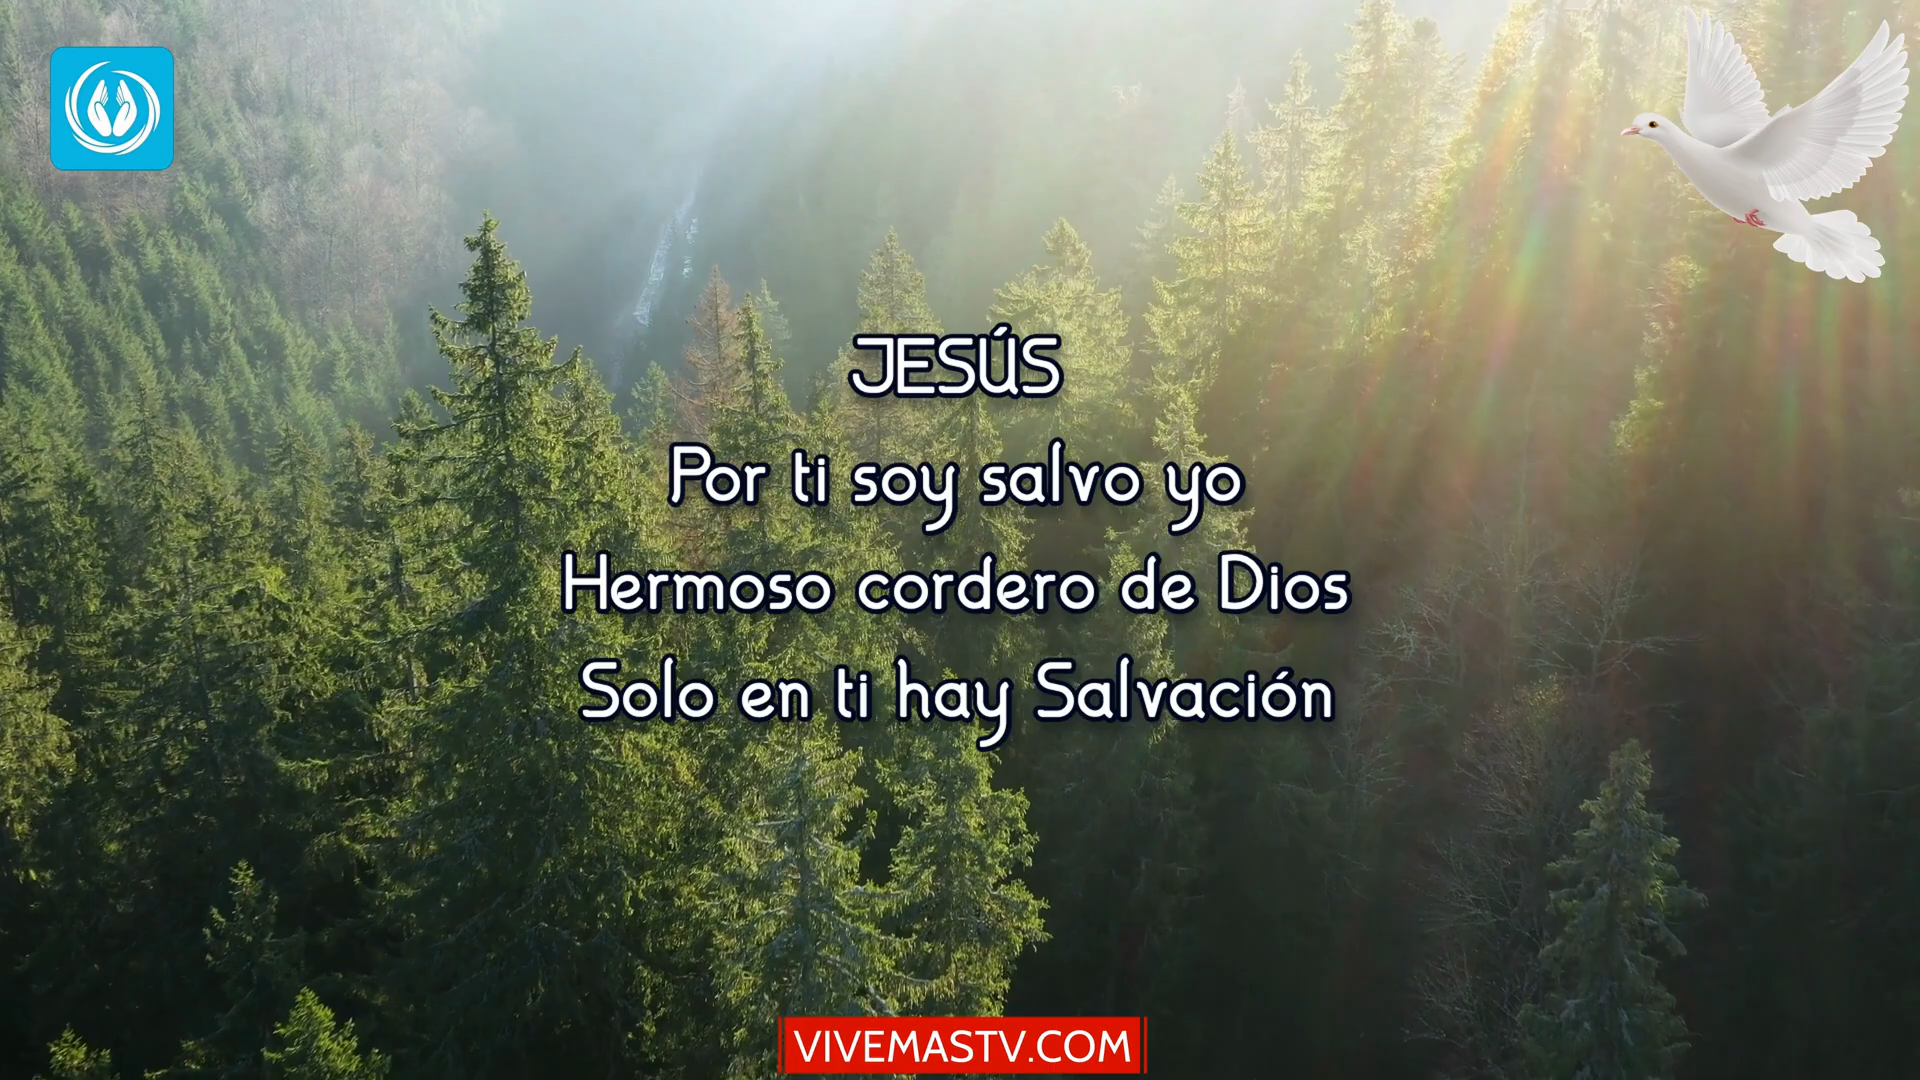 JESÚS
Por ti soy salvo yo
Hermoso cordero de Dios
Solo en ti hay Salvación
VIVEMASTV.COM